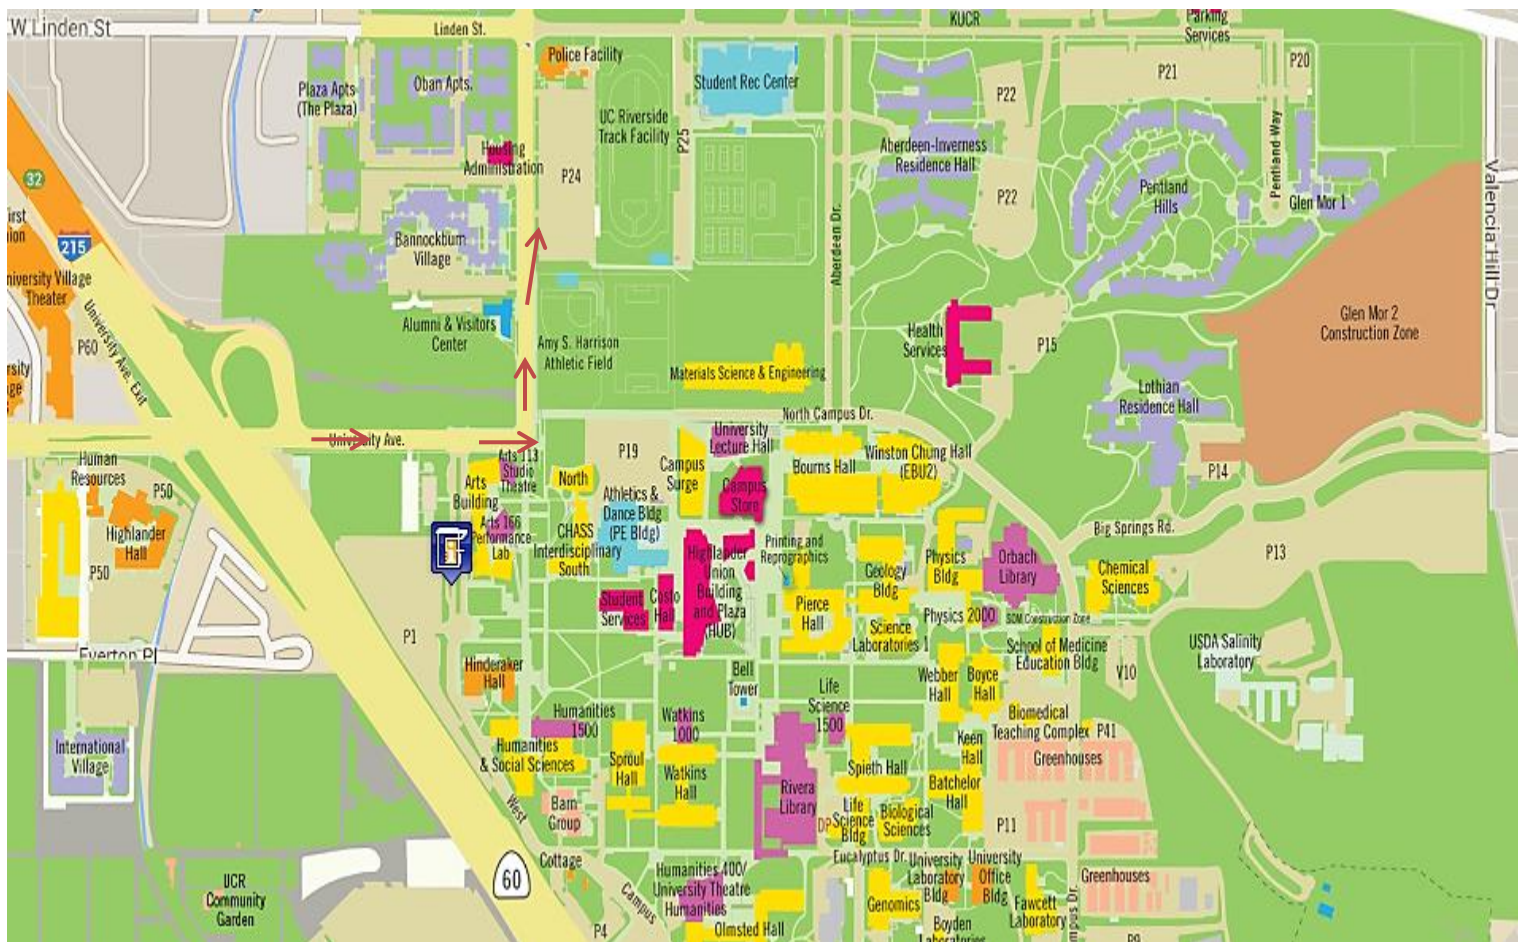 W Linden St
Linden St.
KUCR
Parking
Services
Police Facility
Plaza Apts
(The Plaza)
Oban Apts.
Student Rec Center
P21
P20
P22
UC Riverside
Track Facility
P25
Housing
Administration
P24
Aberdeen-Inverness
Residence Hall
Pentland Way
Valencia Hill Dr
32
P22
Pentland
Hills
Glen Mor 1
215
Bannockburn
Village
Aberdeen Dr.
University Village
Theater
University Ave. Exit
P60
Alumni & Visitors
Center
Amy S. Harrison
Athletic Field
Health
Services
P15
Glen Mor 2
Construction Zone
Materials Science & Engineering
Lothian
Residence Hall
North Campus Dr.
University Ave.
University
Lecture Hall
P19
Arts 113
Studio
Theatre
Human
Resources
P50
Arts
Building
North
Campus
Surge
Bourns Hall
Winston Chung Hall
(EBU2)
P14
Campus
Store
Athletics &
Dance Bldg
(PE Bldg)
Highlander
Hall
P50
Arts 166
Performance
Lab
CHASS
Interdisciplinary
South
Highlander
Union
Building
and Plaza
(HUB)
Printing and
Reprographics
Big Springs Rd.
P13
Geology
Bldg
Physics
Bldg
Orbach
Library
Chemical
Sciences
Student
Services
Costo
Hall
Pierce
Hall
Physics 2000
SOM Construction Zone
P1
Science
Laboratories 1
School of Medicine
Education Bldg
USDA Salinity
Laboratory
Everton Pl
Hinderaker
Hall
Bell
Tower
Webber
Hall
Boyce
Hall
V10
Life
Science
1500
Humanities
1500
Watkins
1000
Biomedical
Teaching Complex
P41
International
Village
Humanities
& Social Sciences
Sproul
Hall
Watkins
Hall
Rivera
Library
Spieth Hall
Keen
Hall
Greenhouses
Batchelor
Hall
West
Barn
Group
DP
Life
Science
Bldg
Biological
Sciences
P11
60
Cottage
Campus
Eucalyptus Dr.
University
Laboratory
Bldg
University
Office
Bldg
Greenhouses
UCR
Community
Garden
Humanities 400/
University Theatre
Humanities
Genomics
Fawcett
Laboratory
P4
Olmsted Hall
Boyden
Laboratories
P9